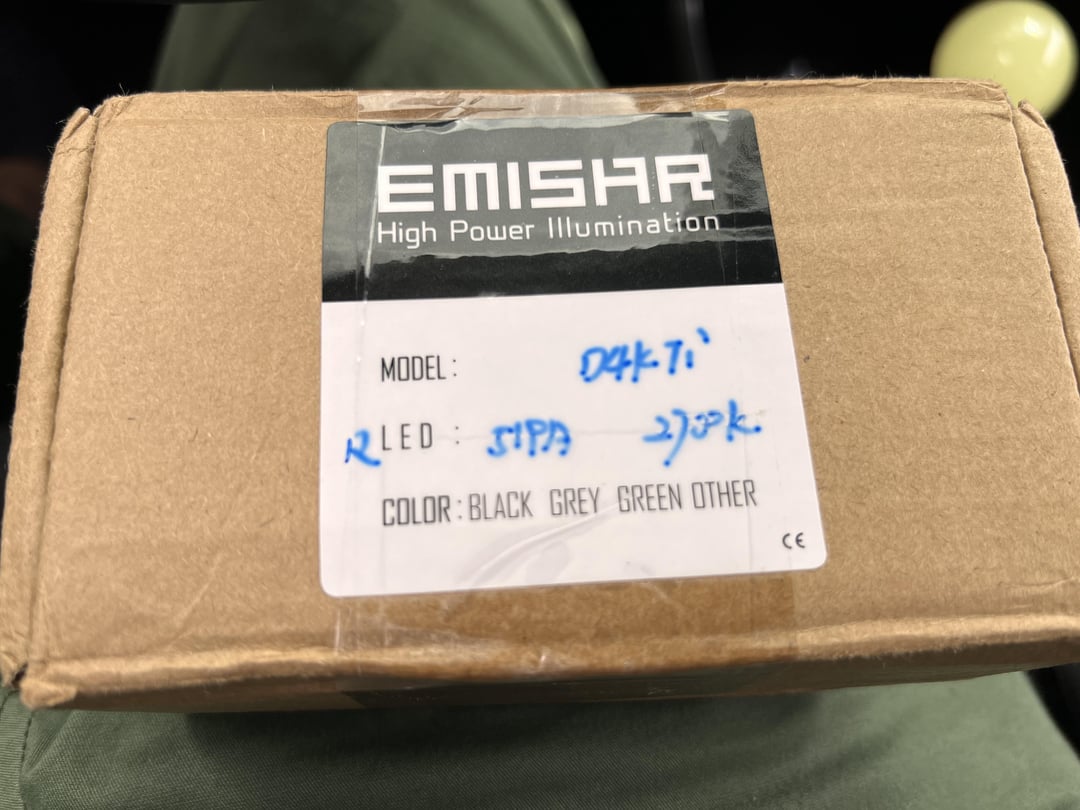 EMISAR
High Power Illumination
MODEL: D4K Ti
R LED : 519A 2700k
COLOR: BLACK GREY GREEN OTHER
CE